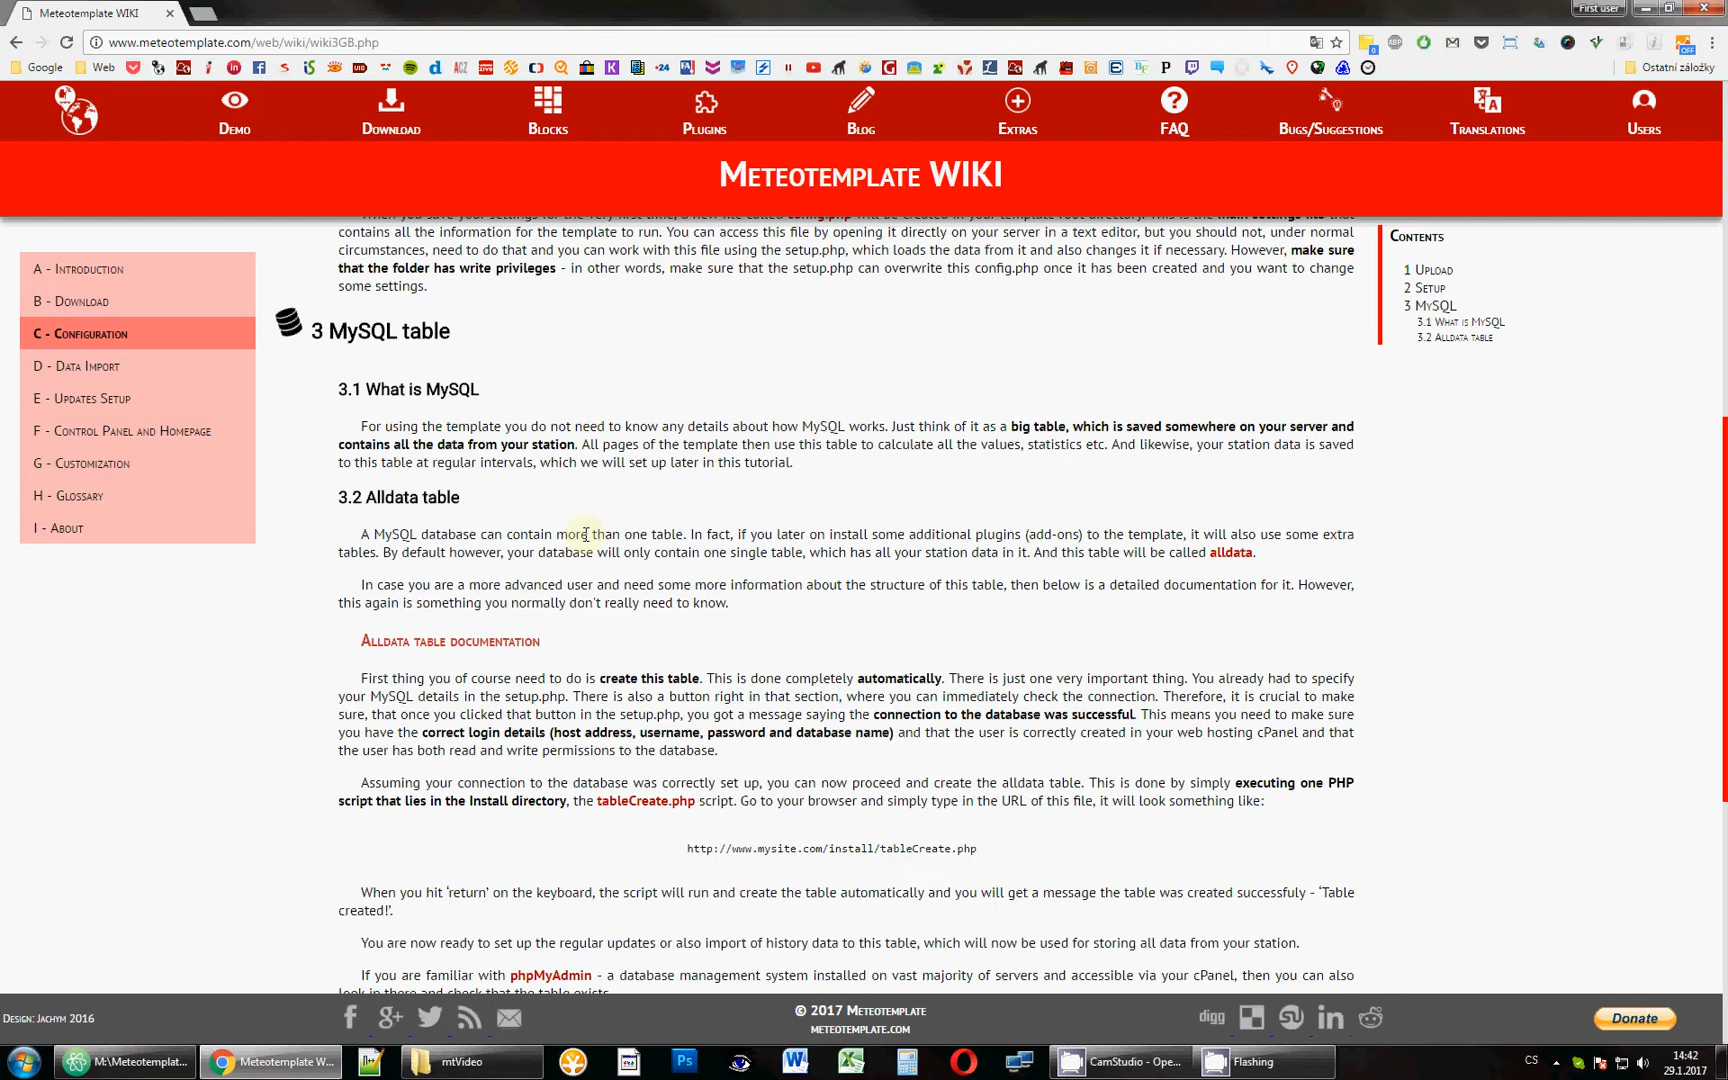 Meteotemplate WIKI
First user
www.meteotemplate.com/web/wiki/wiki3GB.php
Google
Web
Ostatní záložky
Demo
Download
Blocks
Plugins
Blog
Extras
FAQ
Bugs/Suggestions
Translations
Users
Meteotemplate WIKI
A - Introduction
B - Download
C - Configuration
D - Data Import
E - Updates Setup
F - Control Panel and Homepage
G - Customization
H - Glossary
I - About
contains all the information for the template to run. You can access this file by opening it directly on your server in a text editor, but you should not, under normal
circumstances, need to do that and you can work with this file using the setup.php, which loads the data from it and also changes it if necessary. However, make sure
that the folder has write privileges - in other words, make sure that the setup.php can overwrite this config.php once it has been created and you want to change
some settings.
3 MySQL table
3.1 What is MySQL
For using the template you do not need to know any details about how MySQL works. Just think of it as a big table, which is saved somewhere on your server and
contains all the data from your station. All pages of the template then use this table to calculate all the values, statistics etc. And likewise, your station data is saved
to this table at regular intervals, which we will set up later in this tutorial.
3.2 Alldata table
A MySQL database can contain more than one table. In fact, if you later on install some additional plugins (add-ons) to the template, it will also use some extra
tables. By default however, your database will only contain one single table, which has all your station data in it. And this table will be called alldata.
In case you are a more advanced user and need some more information about the structure of this table, then below is a detailed documentation for it. However,
this again is something you normally don't really need to know.
Alldata table documentation
First thing you of course need to do is create this table. This is done completely automatically. There is just one very important thing. You already had to specify
your MySQL details in the setup.php. There is also a button right in that section, where you can immediately check the connection. Therefore, it is crucial to make
sure, that once you clicked that button in the setup.php, you got a message saying the connection to the database was successful. This means you need to make sure
you have the correct login details (host address, username, password and database name) and that the user is correctly created in your web hosting cPanel and that
the user has both read and write permissions to the database.
Assuming your connection to the database was correctly set up, you can now proceed and create the alldata table. This is done by simply executing one PHP
script that lies in the Install directory, the tableCreate.php script. Go to your browser and simply type in the URL of this file, it will look something like:
http://www.mysite.com/install/tableCreate.php
When you hit ‘return’ on the keyboard, the script will run and create the table automatically and you will get a message the table was created successfuly - ‘Table
created!’.
You are now ready to set up the regular updates or also import of history data to this table, which will now be used for storing all data from your station.
If you are familiar with phpMyAdmin - a database management system installed on vast majority of servers and accessible via your cPanel, then you can also
Contents
1 Upload
2 Setup
3 MySQL
3.1 What is MySQL
3.2 Alldata table
Design: Jachym 2016
© 2017 Meteotemplate
meteotemplate.com
digg
Donate
M:\Meteotemplat...
Meteotemplate W...
mtVideo
CamStudio - Ope...
Flashing
CS
14:42
29.1.2017